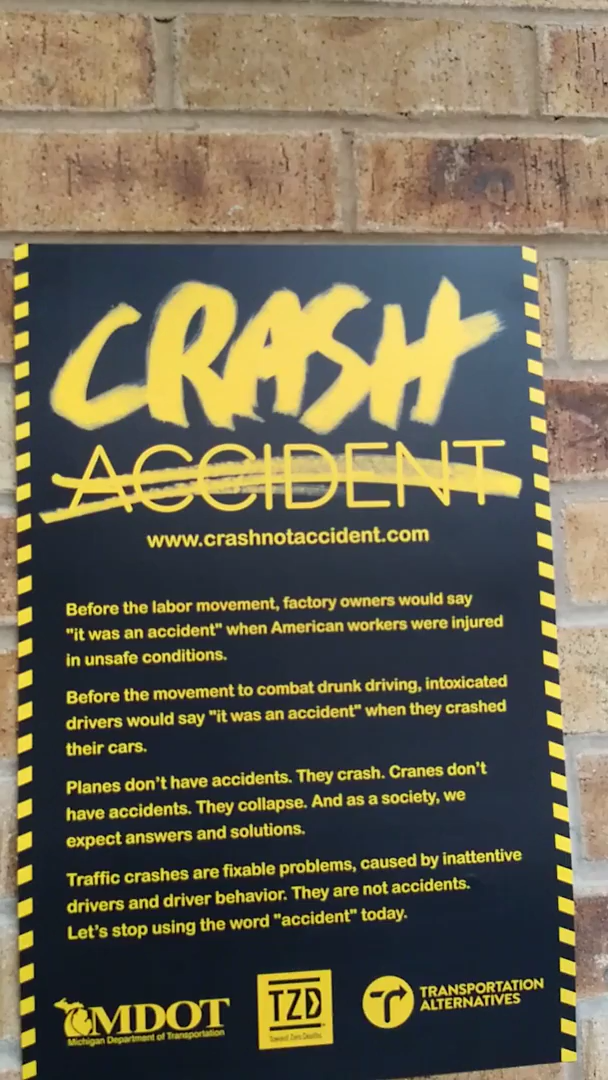 CRASH
ACCIDENT
www.crashnotaccident.com
Before the labor movement, factory owners would say
"it was an accident" when American workers were injured
in unsafe conditions.
Before the movement to combat drunk driving, intoxicated
drivers would say "it was an accident" when they crashed
their cars.
Planes don't have accidents. They crash. Cranes don't
have accidents. They collapse. And as a society, we
expect answers and solutions.
Traffic crashes are fixable problems, caused by inattentive
drivers and driver behavior. They are not accidents.
Let's stop using the word "accident" today.
MDOT
Michigan Department of Transportation
TZD
Toward Zero Deaths
TRANSPORTATION
ALTERNATIVES